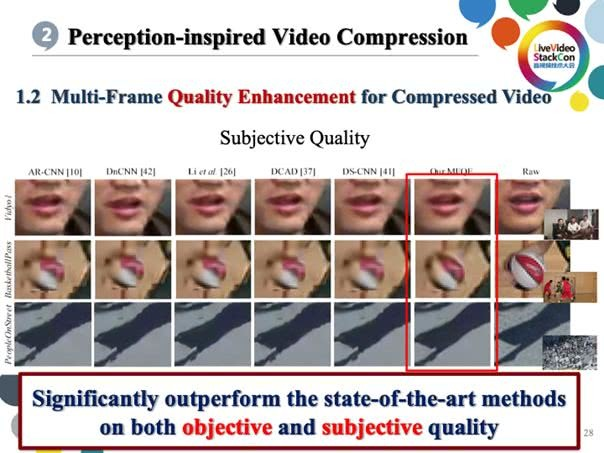 2 Perception-inspired Video Compression
LiveVideo
StackCon
音视频技术大会
1.2 Multi-Frame Quality Enhancement for Compressed Video
Subjective Quality
AR-CNN [10] DnCNN [42] Li et al. [26] DCAD [37] DS-CNN [41] Our MFQE Raw
Vidyo1
BasketballPass
PeopleOnStreet
Significantly outperform the state-of-the-art methods
on both objective and subjective quality
28